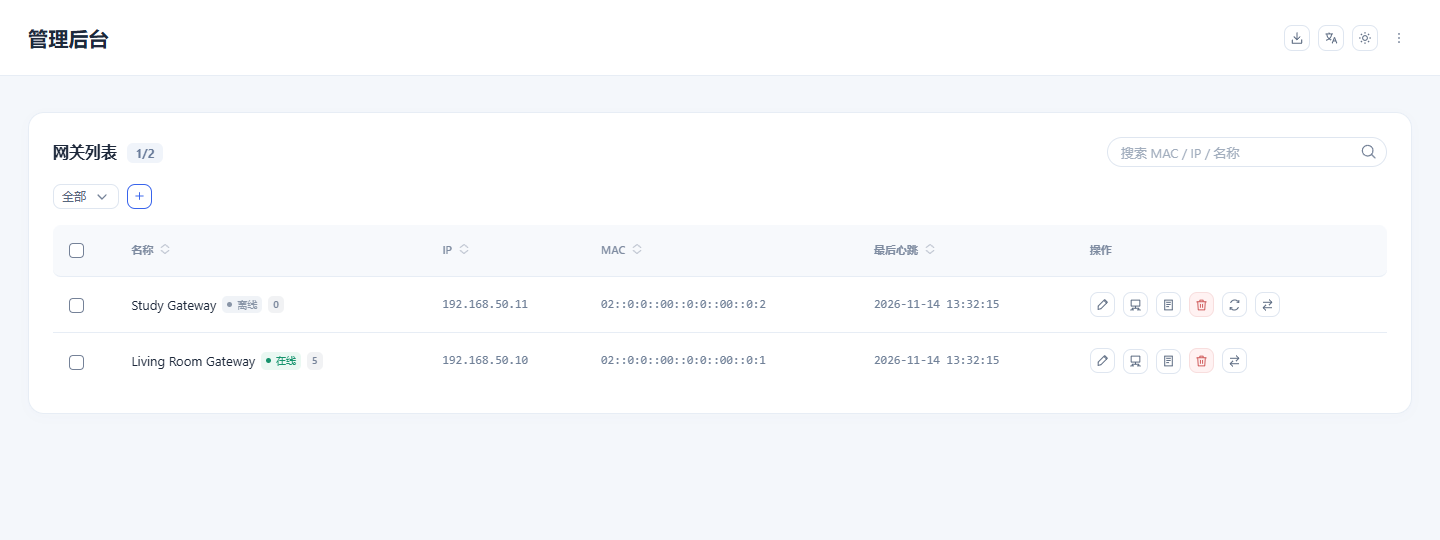 管理后台
网关列表 1/2
搜索 MAC / IP / 名称
全部
名称 IP MAC 最后心跳 操作
Study Gateway 离线 0 192.168.50.11 02::0:0::00::0:0::00::0:2 2026-11-14 13:32:15
Living Room Gateway 在线 5 192.168.50.10 02::0:0::00::0:0::00::0:1 2026-11-14 13:32:15